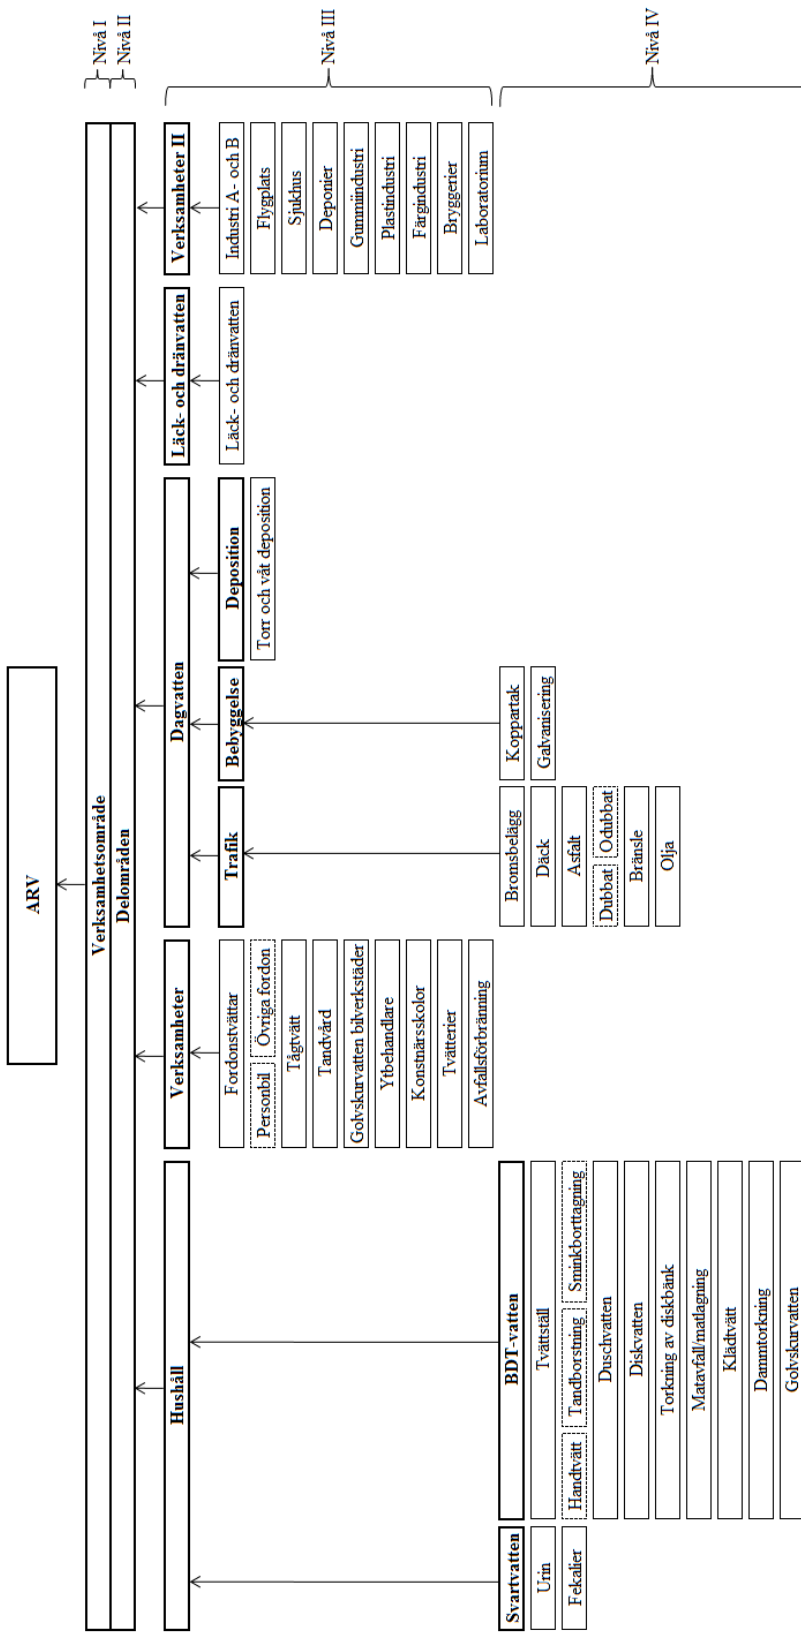 ARV
Verksamhetsområde
Nivå I
Delområden
Nivå II
Hushåll
Verksamheter
Dagvatten
Läck- och dränvatten
Verksamheter II
Nivå III
Fordonstvättar
Personbil
Övriga fordon
Tågtvätt
Tandvård
Golvskurvatten bilverkstäder
Ytbehandlare
Konstnärsskolor
Tvätterier
Avfallsförbränning
Trafik
Bebyggelse
Deposition
Torr och våt deposition
Läck- och dränvatten
Industri A- och B
Flygplats
Sjukhus
Deponier
Gummiindustri
Plastindustri
Färgindustri
Bryggerier
Laboratorium
Nivå IV
Svartvatten
Urin
Fekalier
BDT-vatten
Tvättställ
Handtvätt
Tandborstning
Sminkborttagning
Duschvatten
Diskvatten
Torkning av diskbänk
Matavfall/matlagning
Klädtvätt
Dammtorkning
Golvskurvatten
Bromsbelägg
Däck
Asfalt
Dubbat
Odubbat
Bränsle
Olja
Koppartak
Galvanisering